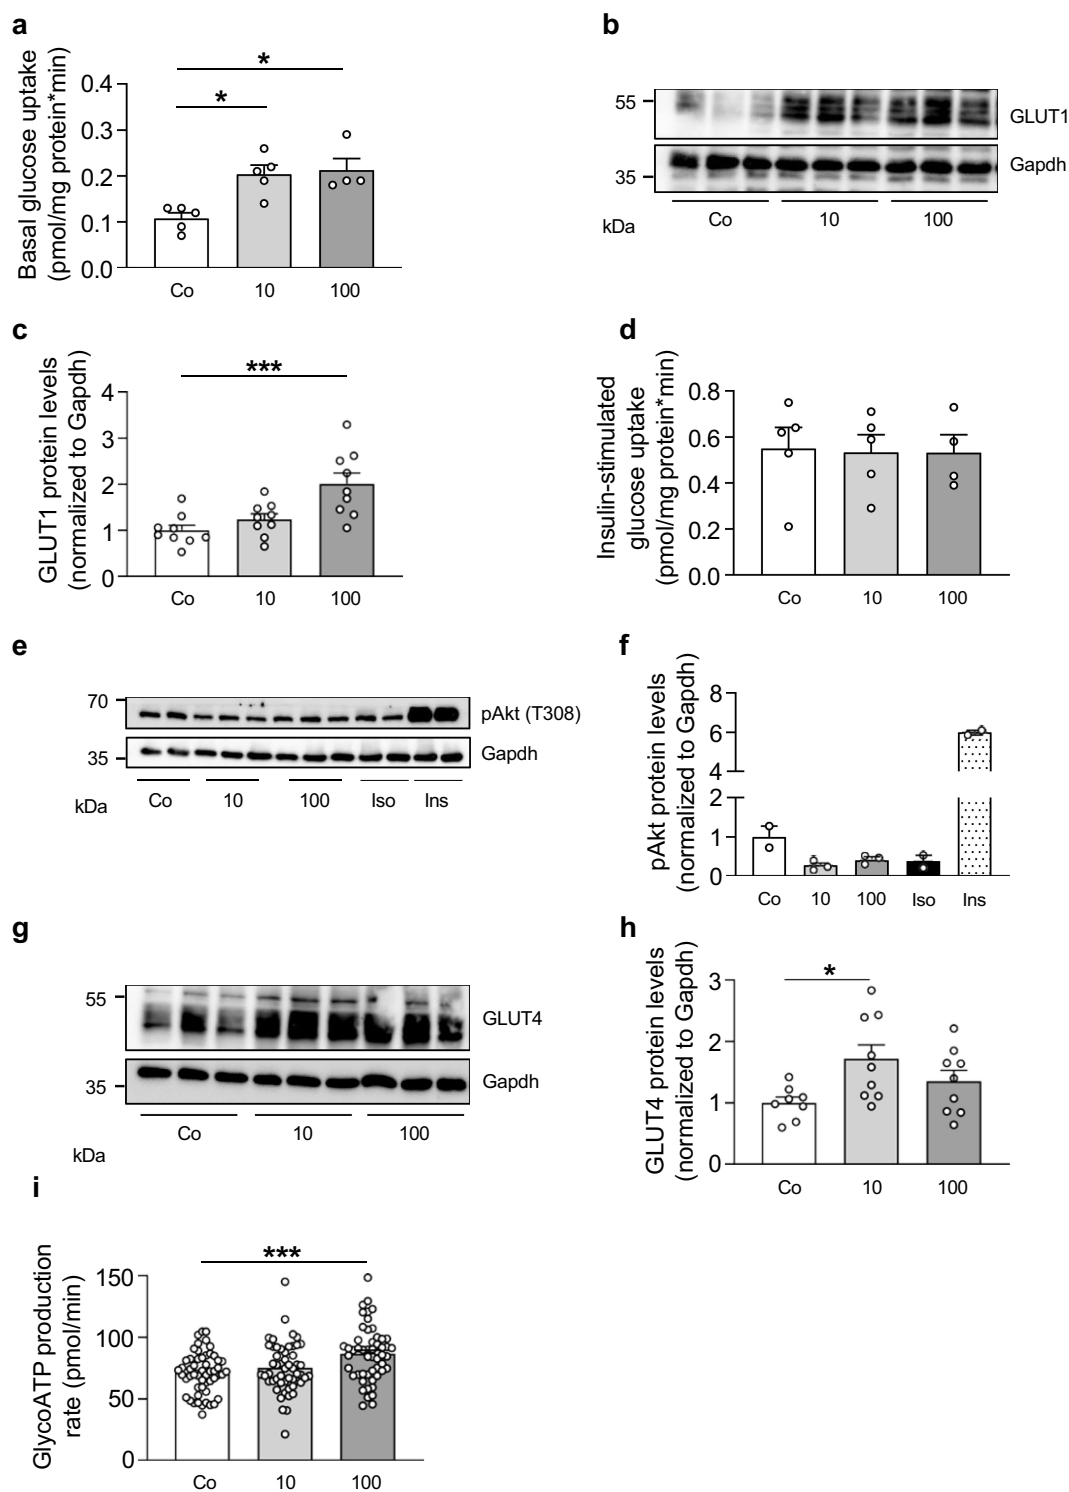 a
Basal glucose uptake
(pmol/mg protein*min)
0.4
0.3
0.2
0.1
0.0
*
*
Co 10 100
b
55
35
kDa
GLUT1
Gapdh
Co 10 100
c
GLUT1 protein levels
(normalized to Gapdh)
4
3
2
1
0
***
Co 10 100
d
Insulin-stimulated
glucose uptake
(pmol/mg protein*min)
0.8
0.6
0.4
0.2
0.0
Co 10 100
e
70
35
kDa
pAkt (T308)
Gapdh
Co 10 100 Iso Ins
f
pAkt protein levels
(normalized to Gapdh)
8
6
4
2
1
0
Co 10 100 Iso Ins
g
55
35
kDa
GLUT4
Gapdh
Co 10 100
h
GLUT4 protein levels
(normalized to Gapdh)
3
2
1
0
*
Co 10 100
i
GlycoATP production
rate (pmol/min)
150
100
50
0
***
Co 10 100